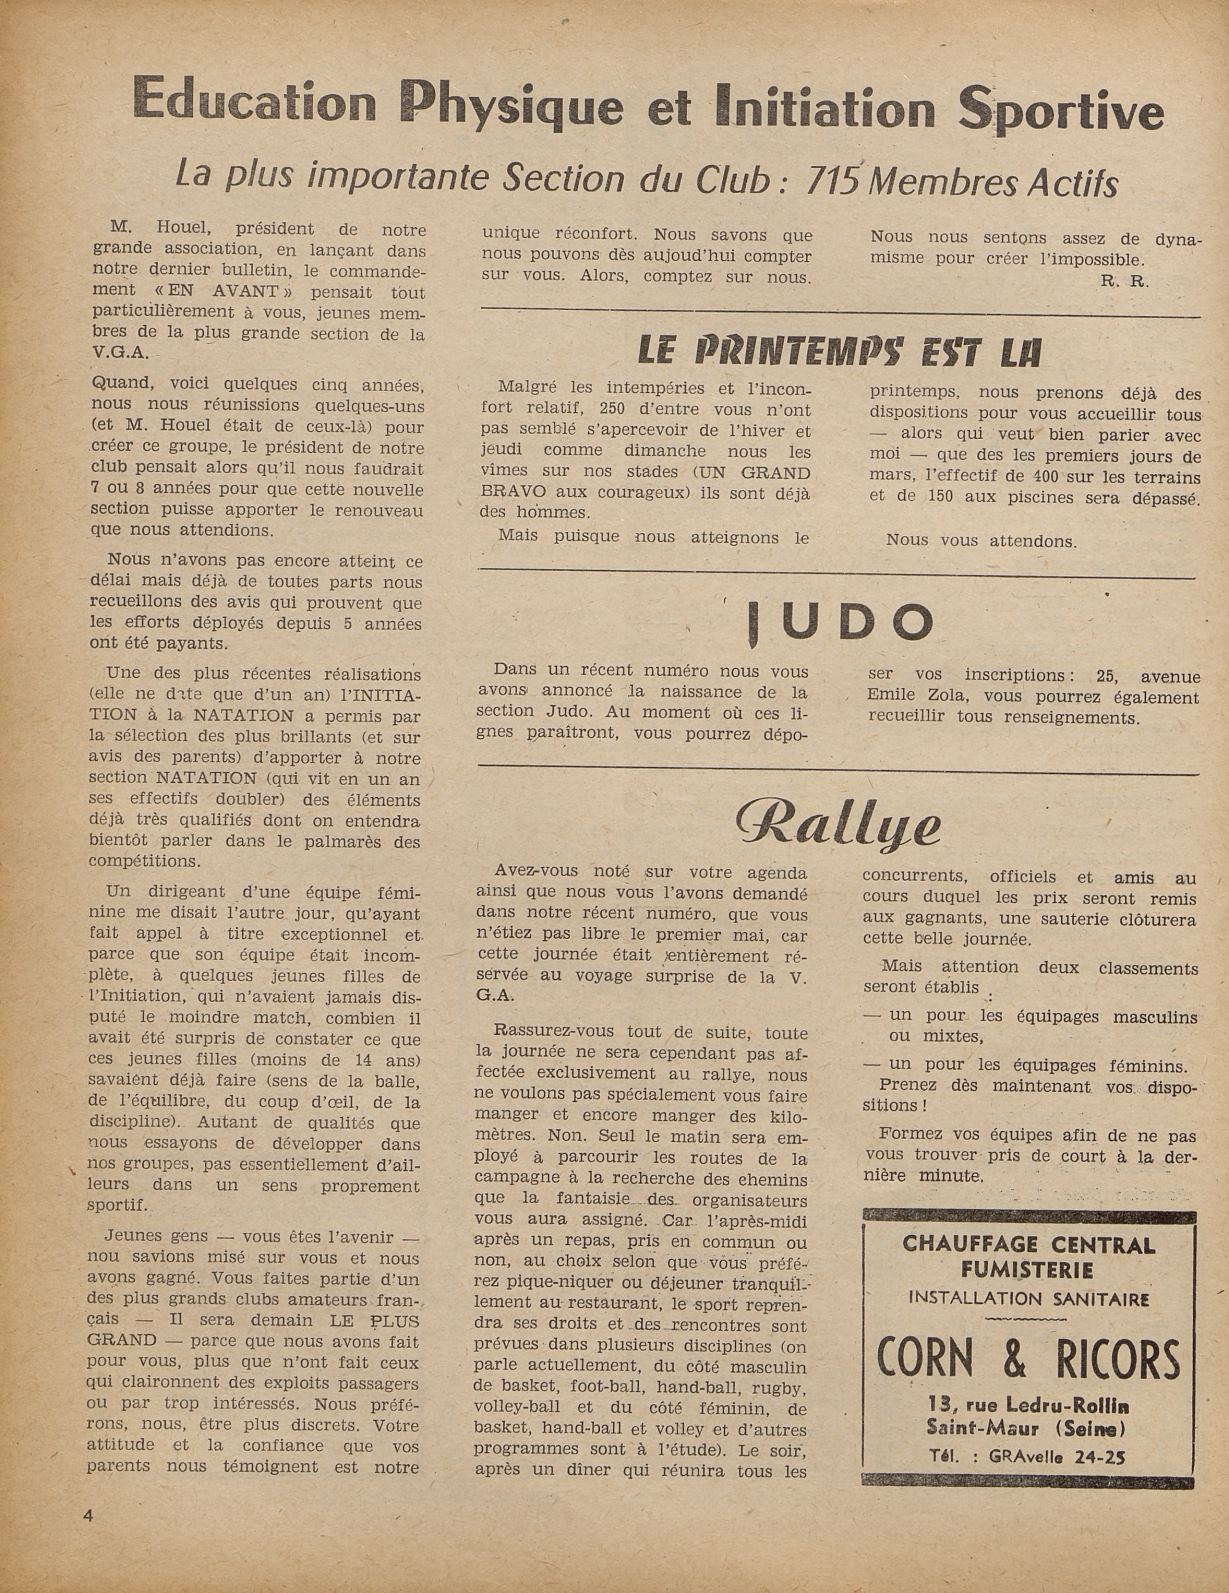 Education Physique et Initiation Sportive
La plus importante Section du Club : 715 Membres Actifs
M. Houel, président de notre
grande association, en lançant dans
notre dernier bulletin, le commande-
ment « EN AVANT » pensait tout
particulièrement à vous, jeunes mem-
bres de la plus grande section de la
V.G.A.
Quand, voici quelques cinq années,
nous nous réunissions quelques-uns
(et M. Houel était de ceux-là) pour
créer ce groupe, le président de notre
club pensait alors qu'il nous faudrait
7 ou 8 années pour que cette nouvelle
section puisse apporter le renouveau
que nous attendions.
Nous n'avons pas encore atteint ce
délai mais déjà de toutes parts nous
recueillons des avis qui prouvent que
les efforts déployés depuis 5 années
ont été payants.
Une des plus récentes réalisations
(elle ne date que d'un an) l'INITIA-
TION à la NATATION a permis par
la sélection des plus brillants (et sur
avis des parents) d'apporter à notre
section NATATION (qui vit en un an
ses effectifs doubler) des éléments
déjà très qualifiés dont on entendra
bientôt parler dans le palmarès des
compétitions.
Un dirigeant d'une équipe fémi-
nine me disait l'autre jour, qu'ayant
fait appel à titre exceptionnel et
parce que son équipe était incom-
plète, à quelques jeunes filles de
l'Initiation, qui n'avaient jamais dis-
puté le moindre match, combien il
avait été surpris de constater ce que
ces jeunes filles (moins de 14 ans)
savaient déjà faire (sens de la balle,
de l'équilibre, du coup d'œil, de la
discipline). Autant de qualités que
nous essayons de développer dans
nos groupes, pas essentiellement d'ail-
leurs dans un sens proprement
sportif.
Jeunes gens — vous êtes l'avenir —
nou savions misé sur vous et nous
avons gagné. Vous faites partie d'un
des plus grands clubs amateurs fran-
çais — Il sera demain LE PLUS
GRAND — parce que nous avons fait
pour vous, plus que n'ont fait ceux
qui claironnent des exploits passagers
ou par trop intéressés. Nous préfé-
rons, nous, être plus discrets. Votre
attitude et la confiance que vos
parents nous témoignent est notre
unique réconfort. Nous savons que
nous pouvons dès aujourd'hui compter
sur vous. Alors, comptez sur nous.
Nous nous sentons assez de dyna-
misme pour créer l'impossible.
R. R.
LE PRINTEMPS EST LA
Malgré les intempéries et l'incon-
fort relatif, 250 d'entre vous n'ont
pas semblé s'apercevoir de l'hiver et
jeudi comme dimanche nous les
vîmes sur nos stades (UN GRAND
BRAVO aux courageux) ils sont déjà
des hommes.
Mais puisque nous atteignons le
printemps, nous prenons déjà des
dispositions pour vous accueillir tous
— alors qui veut bien parier avec
moi — que des les premiers jours de
mars, l'effectif de 400 sur les terrains
et de 150 aux piscines sera dépassé.
Nous vous attendons.
JUDO
Dans un récent numéro nous vous
avons annoncé la naissance de la
section Judo. Au moment où ces li-
gnes paraîtront, vous pourrez dépo-
ser vos inscriptions : 25, avenue
Emile Zola, vous pourrez également
recueillir tous renseignements.
Rallye
Avez-vous noté sur votre agenda
ainsi que nous vous l'avons demandé
dans notre récent numéro, que vous
n'étiez pas libre le premier mai, car
cette journée était entièrement ré-
servée au voyage surprise de la V.
G.A.
Rassurez-vous tout de suite, toute
la journée ne sera cependant pas af-
fectée exclusivement au rallye, nous
ne voulons pas spécialement vous faire
manger et encore manger des kilo-
mètres. Non. Seul le matin sera em-
ployé à parcourir les routes de la
campagne à la recherche des chemins
que la fantaisie des organisateurs
vous aura assigné. Car l'après-midi
après un repas, pris en commun ou
non, au choix selon que vous préfé-
rez pique-niquer ou déjeuner tranquil-
lement au restaurant, le sport repren-
dra ses droits et des rencontres sont
prévues dans plusieurs disciplines (on
parle actuellement, du côté masculin
de basket, foot-ball, hand-ball, rugby,
volley-ball et du côté féminin, de
basket, hand-ball et volley et d'autres
programmes sont à l'étude). Le soir,
après un dîner qui réunira tous les
concurrents, officiels et amis au
cours duquel les prix seront remis
aux gagnants, une sauterie clôturera
cette belle journée.
Mais attention deux classements
seront établis :
— un pour les équipages masculins
ou mixtes,
— un pour les équipages féminins.
Prenez dès maintenant vos dispo-
sitions !
Formez vos équipes afin de ne pas
vous trouver pris de court à la der-
nière minute.
CHAUFFAGE CENTRAL
FUMISTERIE
INSTALLATION SANITAIRE
CORN & RICORS
13, rue Ledru-Rollin
Saint-Maur (Seine)
Tél. : GRAvelle 24-25
4